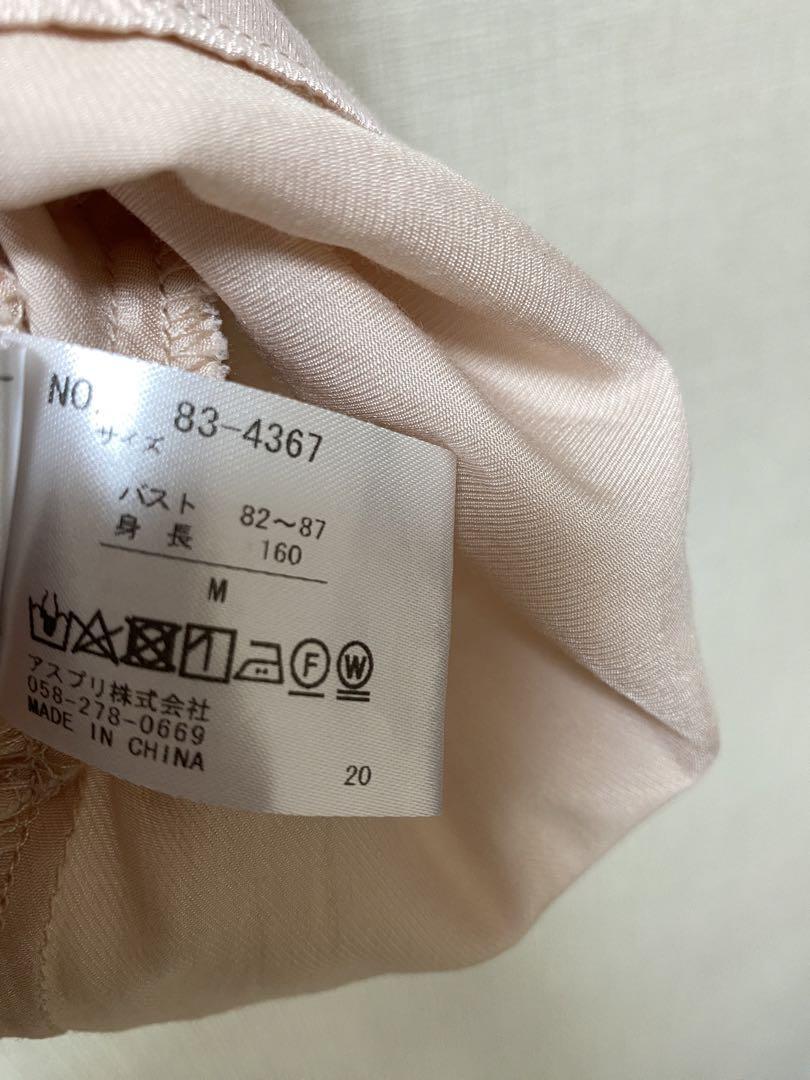 NO. 83-4367
サイズ
バスト 82～87
身長 160
M
F W
アスプリ株式会社
058-278-0669
MADE IN CHINA
20